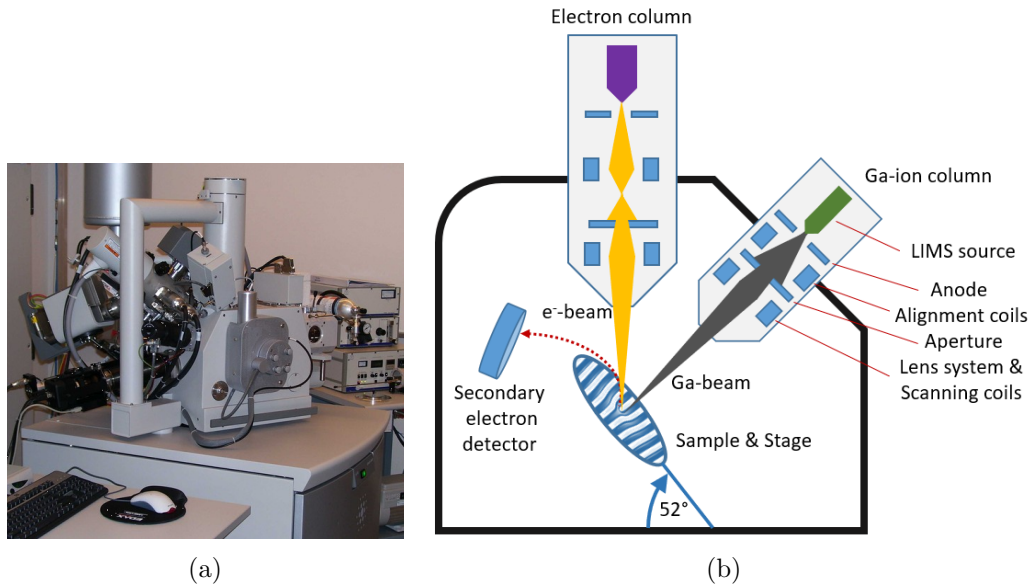 Electron column
Ga-ion column
LIMS source
Anode
Alignment coils
Aperture
Lens system &
Scanning coils
e⁻-beam
Ga-beam
Secondary
electron
detector
Sample & Stage
52°
(a)
(b)